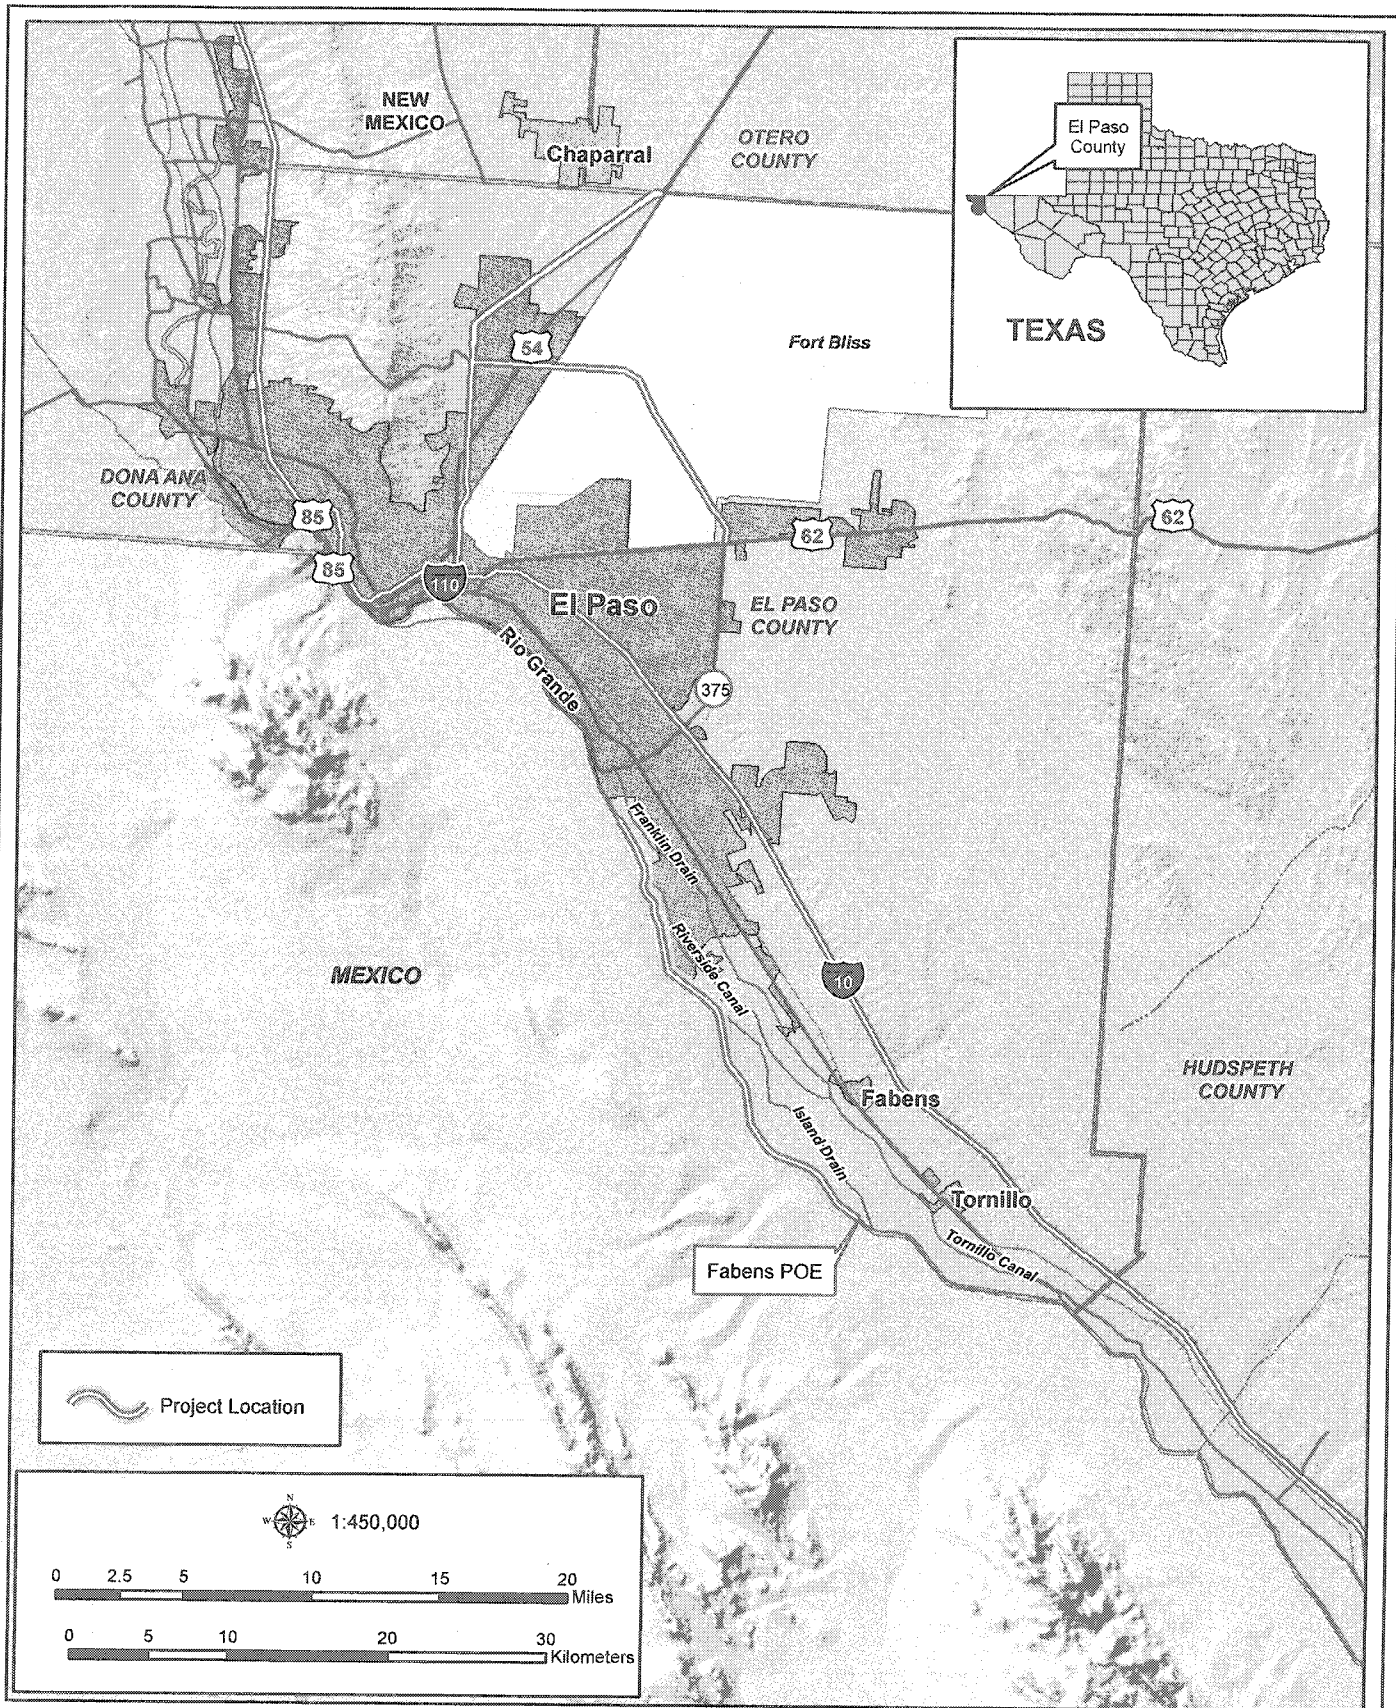 NEW
MEXICO
Chaparral
OTERO
COUNTY
El Paso
County
TEXAS
Fort Bliss
54
DONA ANA
COUNTY
85
85
110
62
62
El Paso
EL PASO
COUNTY
Rio Grande
375
Franklin Drain
Riverside Canal
MEXICO
10
HUDSPETH
COUNTY
Fabens
Island Drain
Tornillo
Tornillo Canal
Fabens POE
Project Location
N
W E
S
1:450,000
0 2.5 5 10 15 20
Miles
0 5 10 20 30
Kilometers